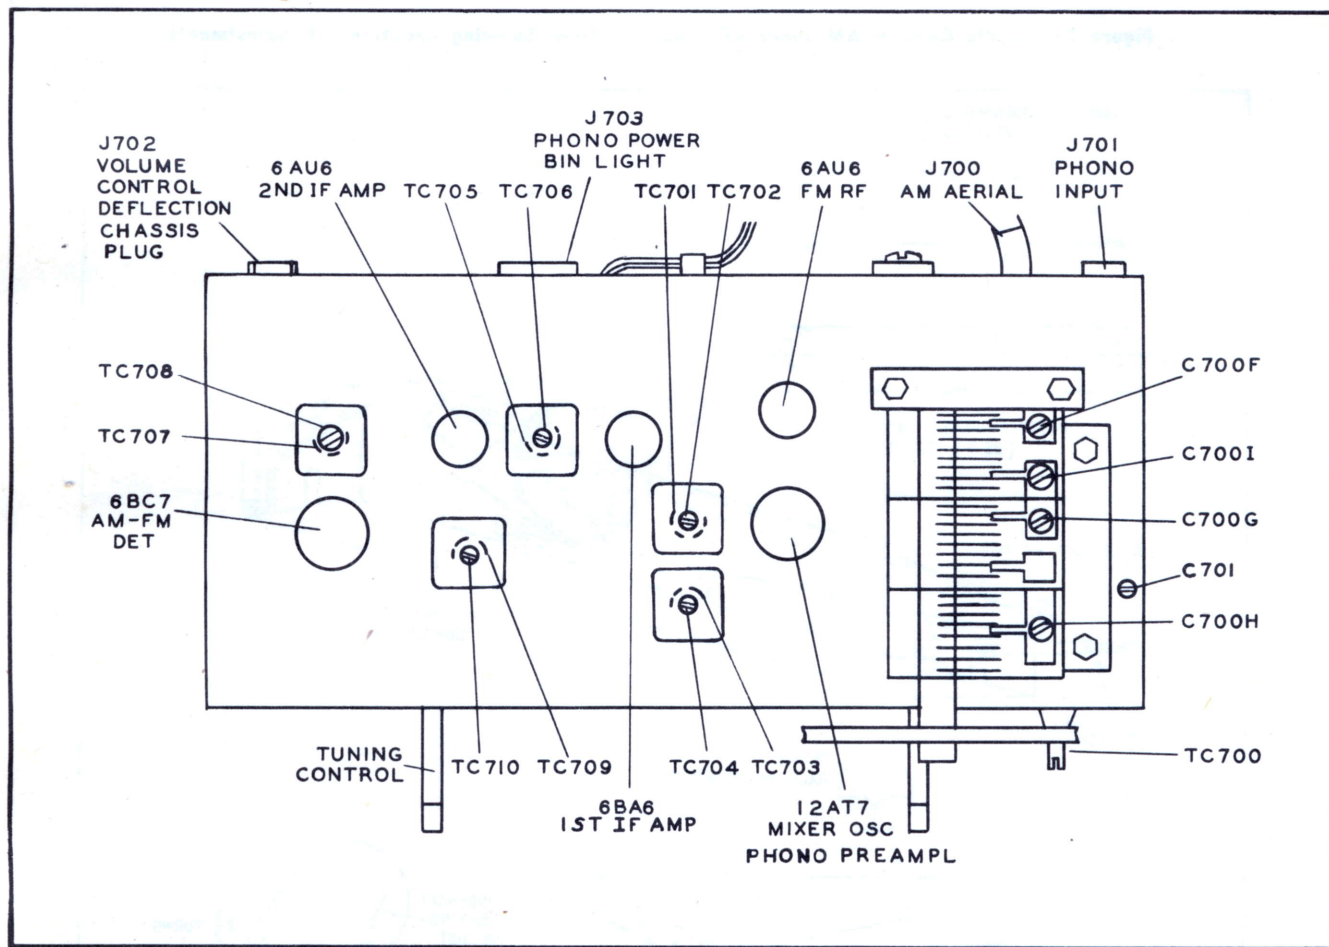 J703
PHONO POWER
BIN LIGHT
J702
VOLUME
CONTROL
DEFLECTION
CHASSIS
PLUG
6AU6
2ND IF AMP
TC705
TC706
TC701
TC702
6AU6
FM RF
J700
AM AERIAL
J701
PHONO
INPUT
TC708
TC707
6BC7
AM-FM
DET
C700F
C700I
C700G
C701
C700H
TUNING
CONTROL
TC710
TC709
6BA6
1ST IF AMP
TC704
TC703
12AT7
MIXER OSC
PHONO PREAMPL
TC700